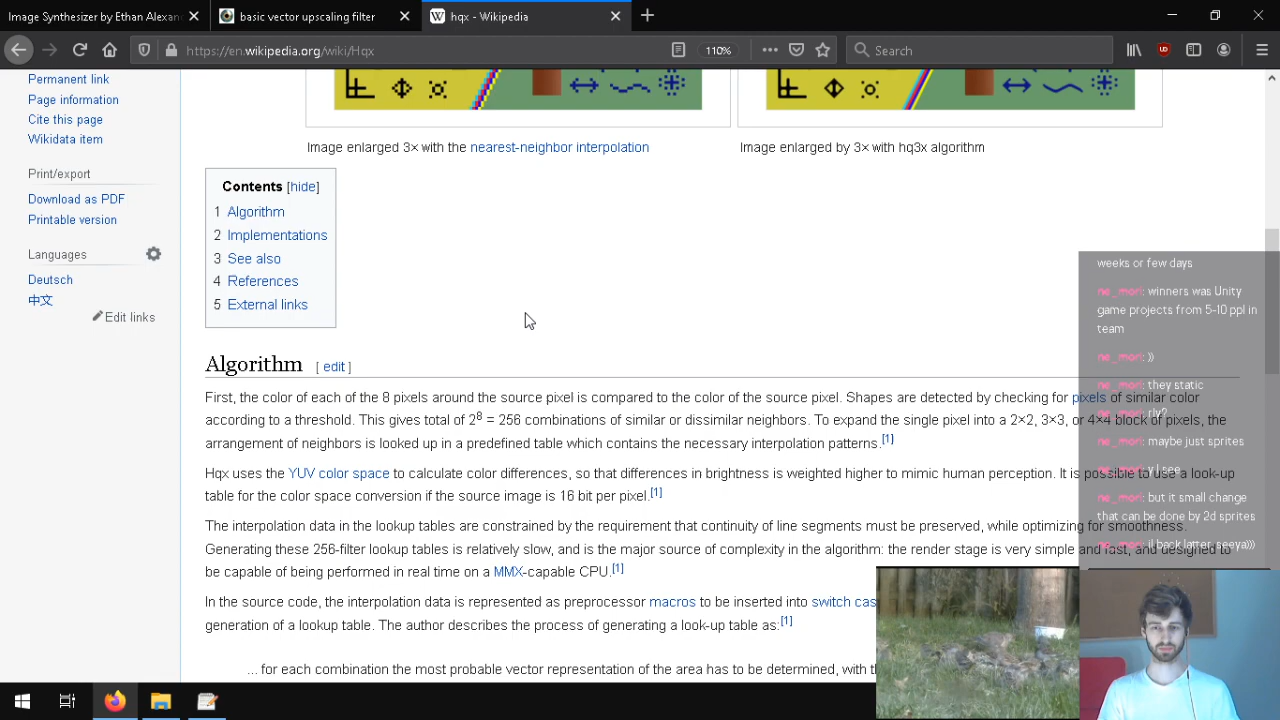 Image Synthesizer by Ethan Alexan
basic vector upscaling filter
hqx - Wikipedia
https://en.wikipedia.org/wiki/Hqx
110%
Search
Permanent link
Page information
Cite this page
Wikidata item
Print/export
Download as PDF
Printable version
Languages
Deutsch
中文
Edit links
Image enlarged 3× with the nearest-neighbor interpolation
Image enlarged by 3× with hq3x algorithm
Contents [hide]
1 Algorithm
2 Implementations
3 See also
4 References
5 External links
Algorithm [ edit ]
First, the color of each of the 8 pixels around the source pixel is compared to the color of the source pixel. Shapes are detected by checking for pixels of similar color
according to a threshold. This gives total of 2⁸ = 256 combinations of similar or dissimilar neighbors. To expand the single pixel into a 2×2, 3×3, or 4×4 block of pixels, the
arrangement of neighbors is looked up in a predefined table which contains the necessary interpolation patterns.[1]
Hqx uses the YUV color space to calculate color differences, so that differences in brightness is weighted higher to mimic human perception. It is possible to use a look-up
table for the color space conversion if the source image is 16 bit per pixel.[1]
The interpolation data in the lookup tables are constrained by the requirement that continuity of line segments must be preserved, while optimizing for smoothness.
Generating these 256-filter lookup tables is relatively slow, and is the major source of complexity in the algorithm: the render stage is very simple and fast, and designed to
be capable of being performed in real time on a MMX-capable CPU.[1]
In the source code, the interpolation data is represented as preprocessor macros to be inserted into switch cas
generation of a lookup table. The author describes the process of generating a look-up table as:[1]
... for each combination the most probable vector representation of the area has to be determined, with t
weeks or few days
ne_mori: winners was Unity
game projects from 5-10 ppl in
team
ne_mori: ))
ne_mori: they static
ne_mori: rly?
ne_mori: maybe just sprites
ne_mori: y I see
ne_mori: but it small change
that can be done by 2d sprites
ne_mori: il back latter, seeya)))